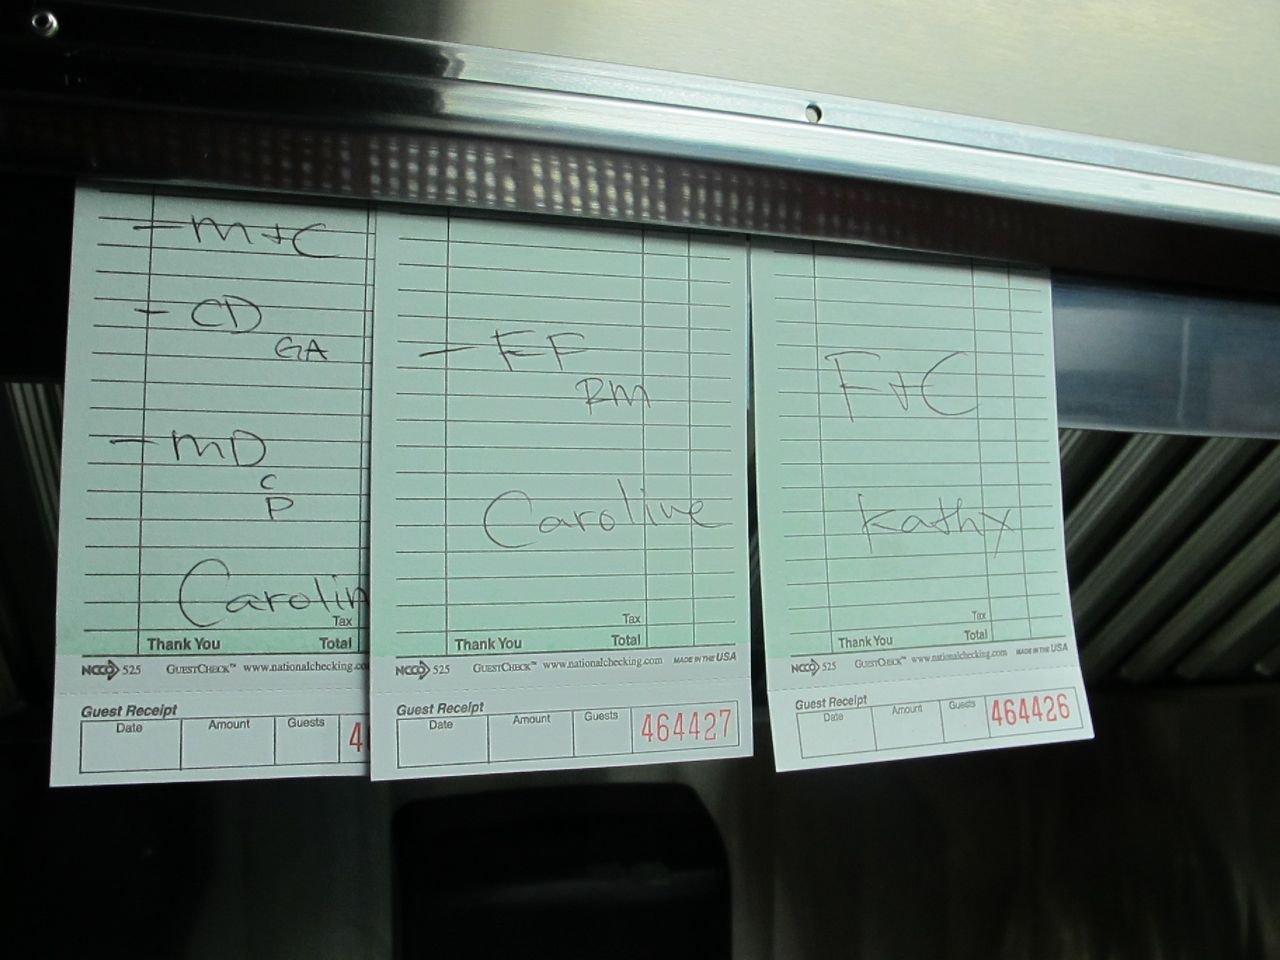 - M+C
- CD
GA
- MD
C
P
Carolin
Tax
Thank You Total
NCCO 525 GUESTCHECK™ www.nationalchecking.co
Guest Receipt
Date Amount Guests
4
- FF
RM
Caroline
Tax
Thank You Total
NCCO 525 GUESTCHECK™ www.nationalchecking.com MADE IN THE USA
Guest Receipt
Date Amount Guests
464427
F+C
Kathy
Tax
Thank You Total
NCCO 525 GUESTCHECK™ www.nationalchecking.com MADE IN THE USA
Guest Receipt
Date Amount Guests
464426